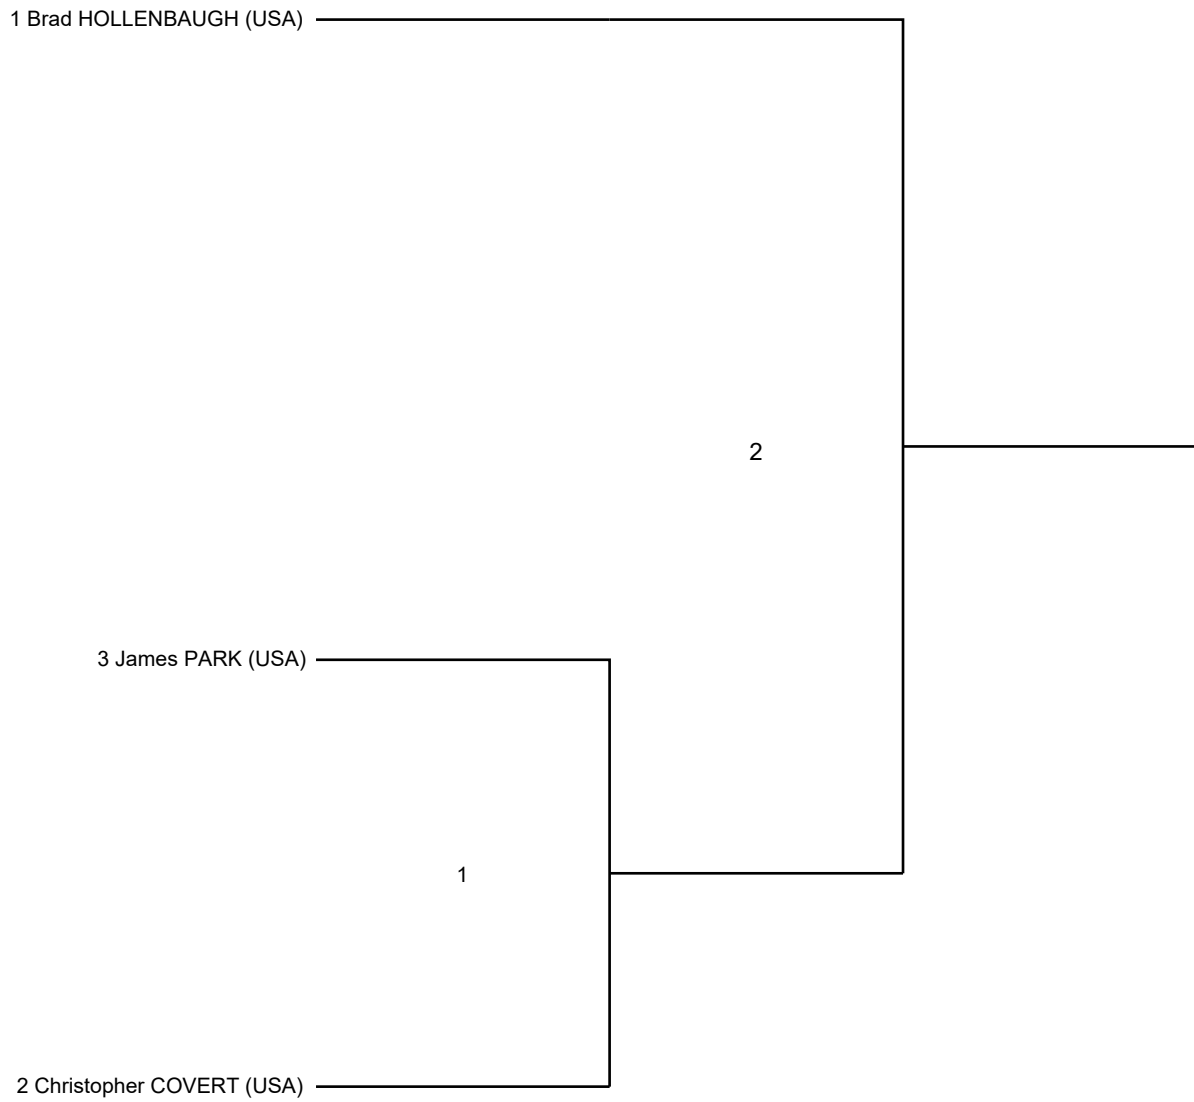 1 Brad HOLLENBAUGH (USA)
2
3 James PARK (USA)
1
2 Christopher COVERT (USA)